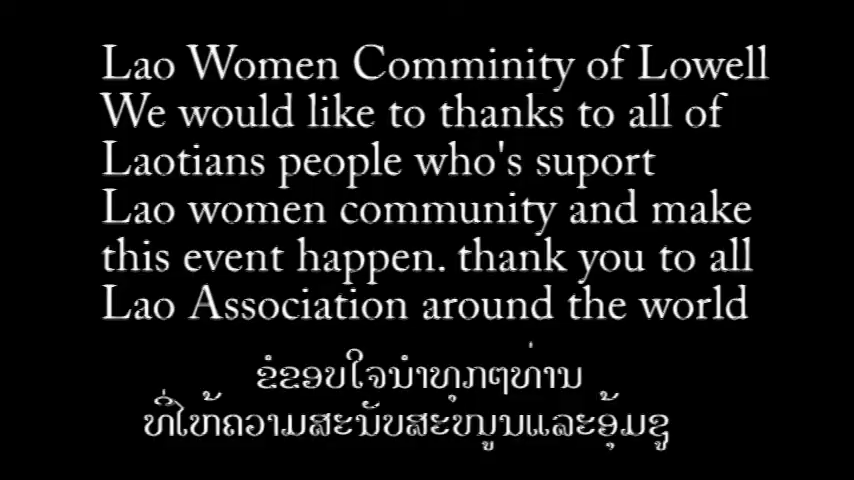 Lao Women Comminity of Lowell
We would like to thanks to all of
Laotians people who's suport
Lao women community and make
this event happen. thank you to all
Lao Association around the world
ຂໍຂອບໃຈນຳທຸກໆທ່ານ
ທີ່ໃຫ້ຄວາມສະນັບສະໜູນແລະອຸ້ມຊູ